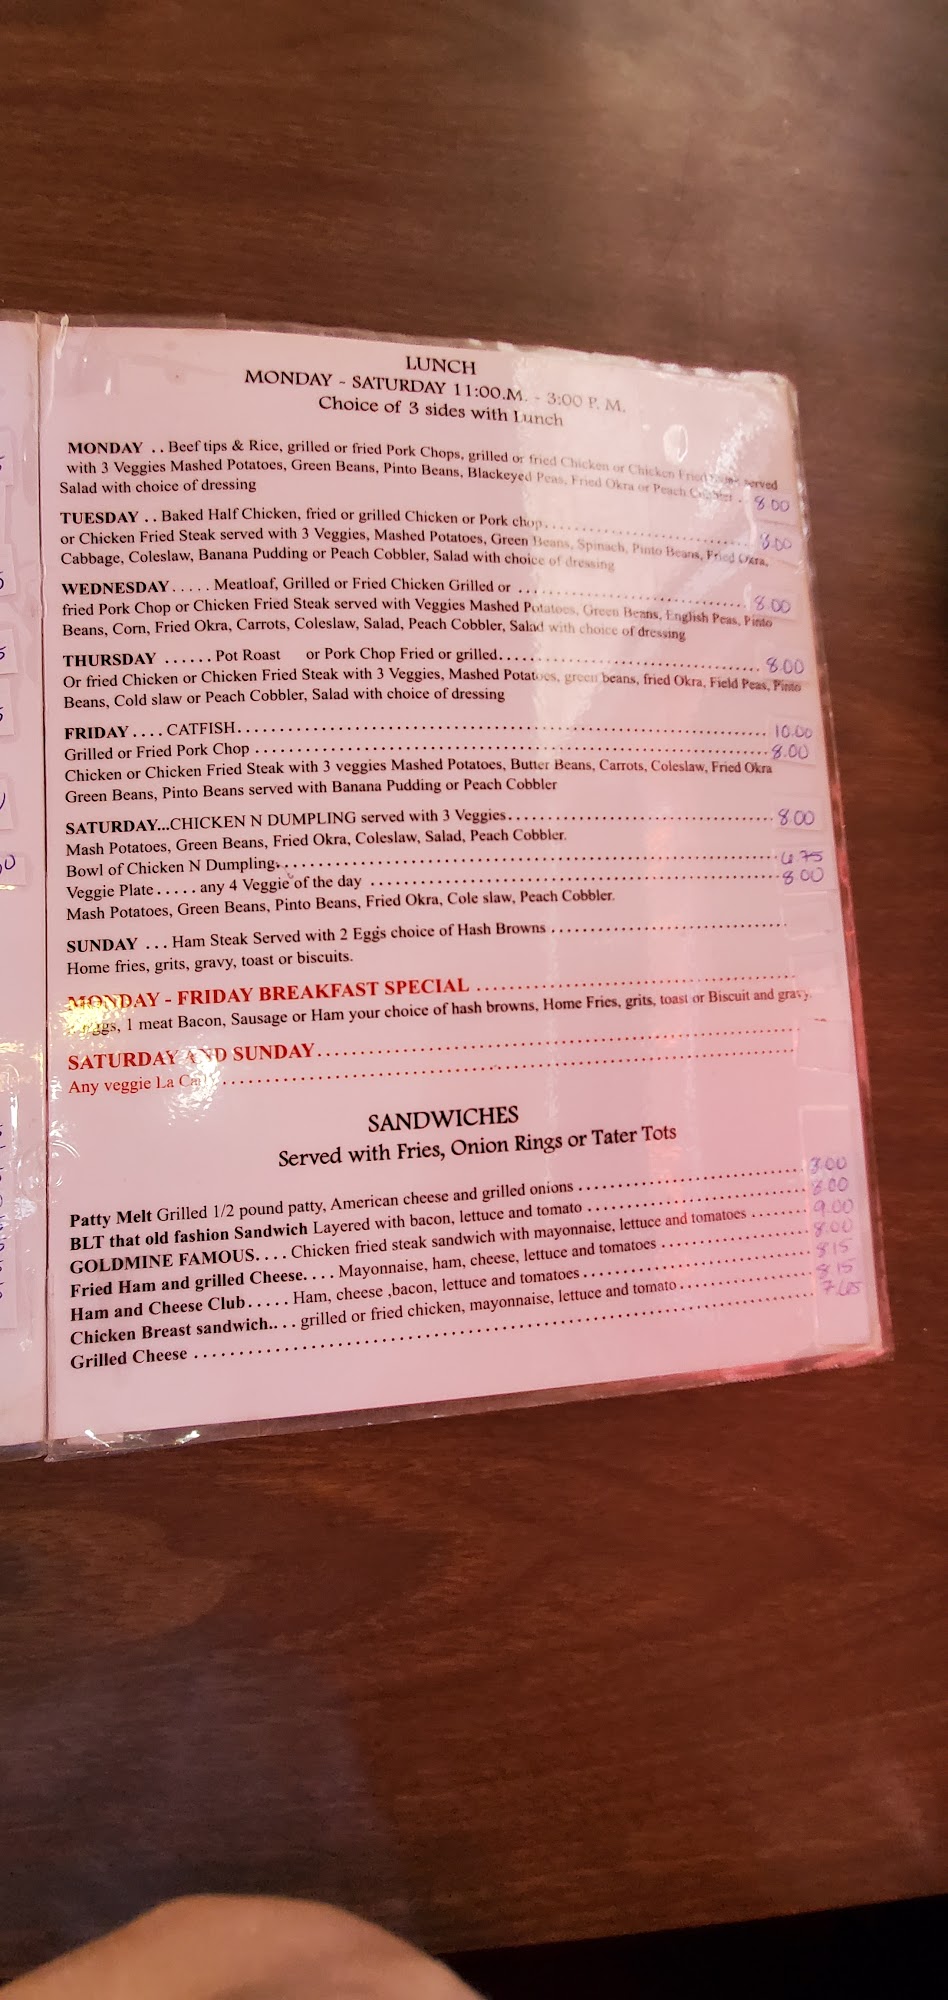 LUNCH
MONDAY - SATURDAY 11:00.M. - 3:00 P. M.
Choice of 3 sides with Lunch
MONDAY . . Beef tips & Rice, grilled or fried Pork Chops, grilled or fried Chicken or Chicken Fried served
with 3 Veggies Mashed Potatoes, Green Beans, Pinto Beans, Blackeyed Peas, Fried Okra or Peach Cobbler . 8.00
Salad with choice of dressing
TUESDAY . . Baked Half Chicken, fried or grilled Chicken or Pork chop........................ 8.00
or Chicken Fried Steak served with 3 Veggies, Mashed Potatoes, Green Beans, Spinach, Pinto Beans, Fried Okra,
Cabbage, Coleslaw, Banana Pudding or Peach Cobbler, Salad with choice of dressing
WEDNESDAY . . . . . Meatloaf, Grilled or Fried Chicken Grilled or ........................ 8.00
fried Pork Chop or Chicken Fried Steak served with Veggies Mashed Potatoes, Green Beans, English Peas, Pinto
Beans, Corn, Fried Okra, Carrots, Coleslaw, Salad, Peach Cobbler, Salad with choice of dressing
THURSDAY . . . . . . Pot Roast or Pork Chop Fried or grilled........................ 8.00
Or fried Chicken or Chicken Fried Steak with 3 Veggies, Mashed Potatoes, green beans, fried Okra, Field Peas, Pinto
Beans, Cold slaw or Peach Cobbler, Salad with choice of dressing
FRIDAY . . . . CATFISH........................ 10.00
Grilled or Fried Pork Chop ........................ 8.00
Chicken or Chicken Fried Steak with 3 veggies Mashed Potatoes, Butter Beans, Carrots, Coleslaw, Fried Okra
Green Beans, Pinto Beans served with Banana Pudding or Peach Cobbler
SATURDAY...CHICKEN N DUMPLING served with 3 Veggies........................ 8.00
Mash Potatoes, Green Beans, Fried Okra, Coleslaw, Salad, Peach Cobbler.
Bowl of Chicken N Dumpling........................ 6.75
Veggie Plate . . . . . any 4 Veggie of the day ........................ 8.00
Mash Potatoes, Green Beans, Pinto Beans, Fried Okra, Cole slaw, Peach Cobbler.
SUNDAY . . . Ham Steak Served with 2 Eggs choice of Hash Browns ........................
Home fries, grits, gravy, toast or biscuits.
MONDAY - FRIDAY BREAKFAST SPECIAL ........................
eggs, 1 meat Bacon, Sausage or Ham your choice of hash browns, Home Fries, grits, toast or Biscuit and gravy.
SATURDAY AND SUNDAY........................
Any veggie La ........................
SANDWICHES
Served with Fries, Onion Rings or Tater Tots
Patty Melt Grilled 1/2 pound patty, American cheese and grilled onions ........................ 8.00
BLT that old fashion Sandwich Layered with bacon, lettuce and tomato ........................ 8.00
GOLDMINE FAMOUS. . . . Chicken fried steak sandwich with mayonnaise, lettuce and tomatoes ........ 9.00
Fried Ham and grilled Cheese. . . . Mayonnaise, ham, cheese, lettuce and tomatoes ........................ 8.00
Ham and Cheese Club . . . . . Ham, cheese ,bacon, lettuce and tomatoes ........................ 8.15
Chicken Breast sandwich.. . . grilled or fried chicken, mayonnaise, lettuce and tomato ................ 8.15
Grilled Cheese ........................ 7.65